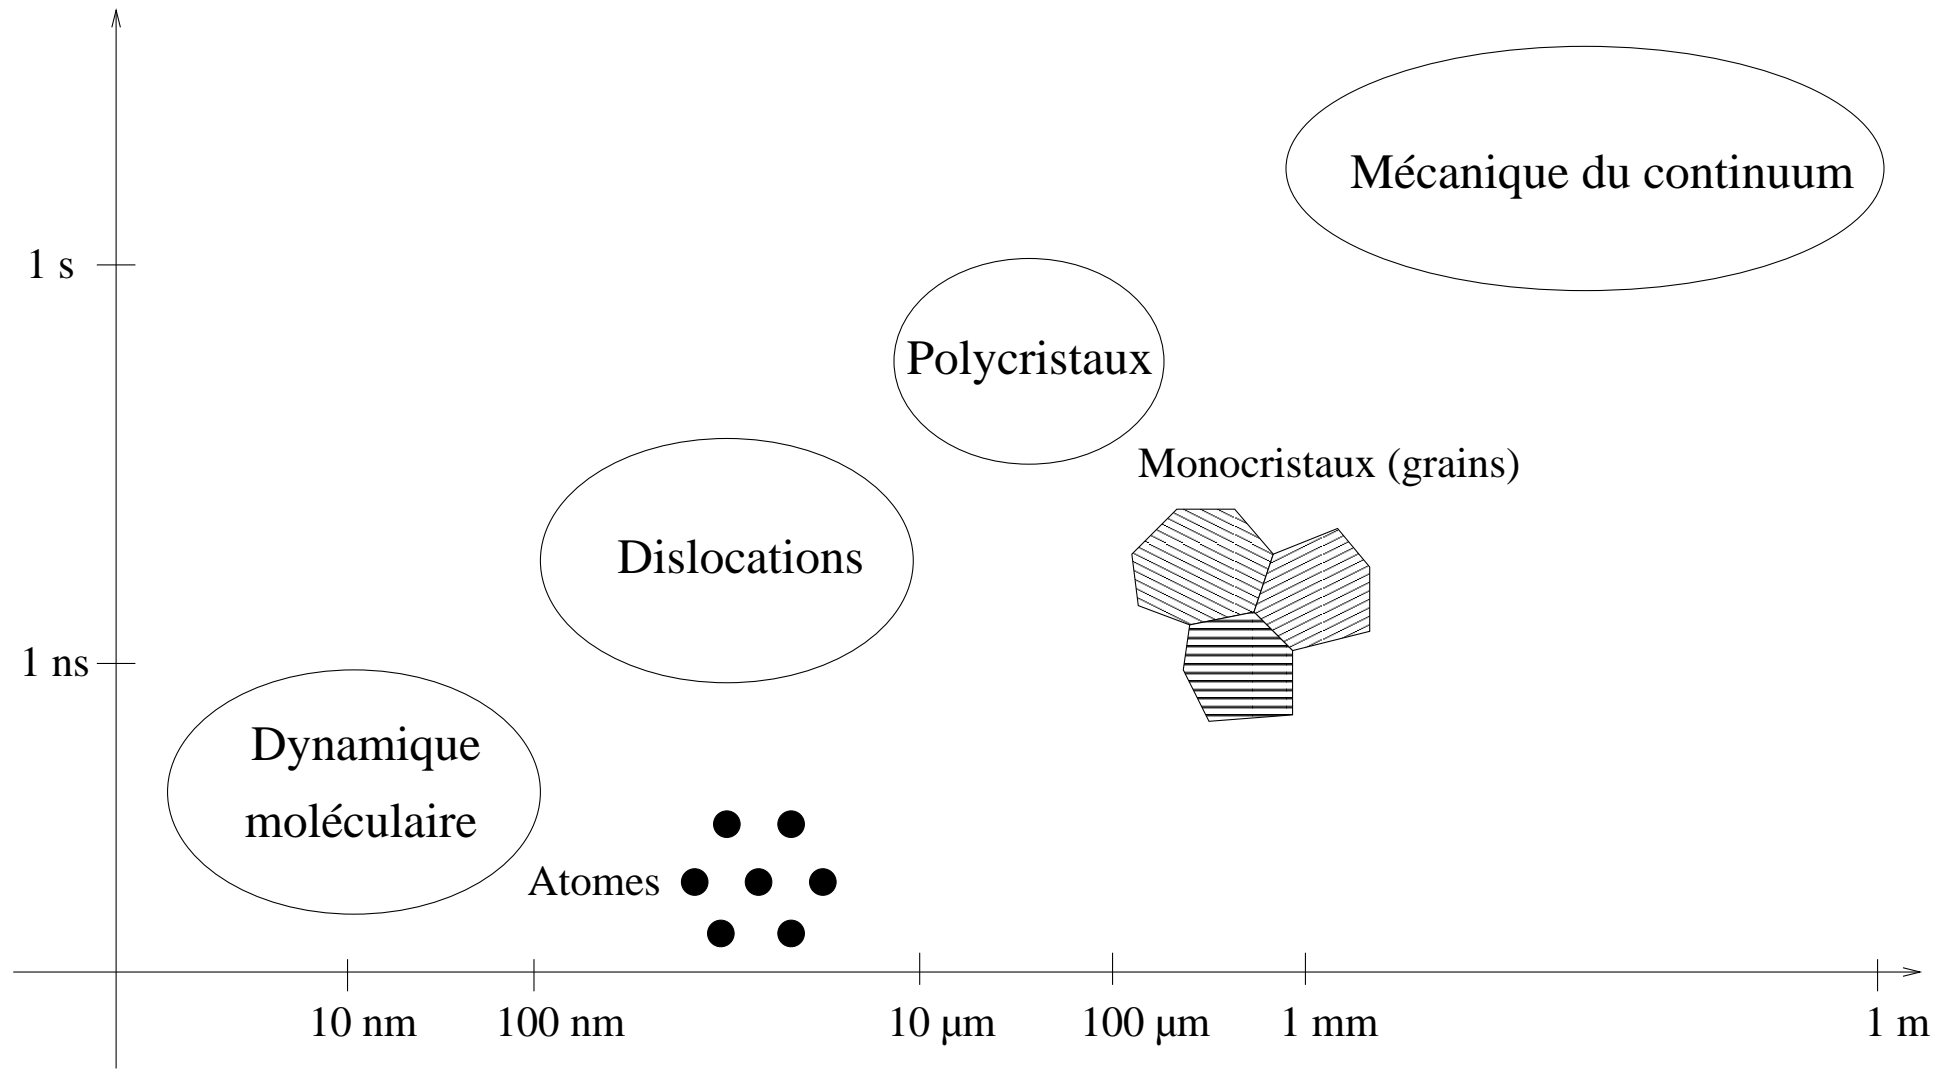 Mécanique du continuum
1 s
Polycristaux
Monocristaux (grains)
Dislocations
1 ns
Dynamique
moléculaire
Atomes
10 nm
100 nm
10 µm
100 µm
1 mm
1 m